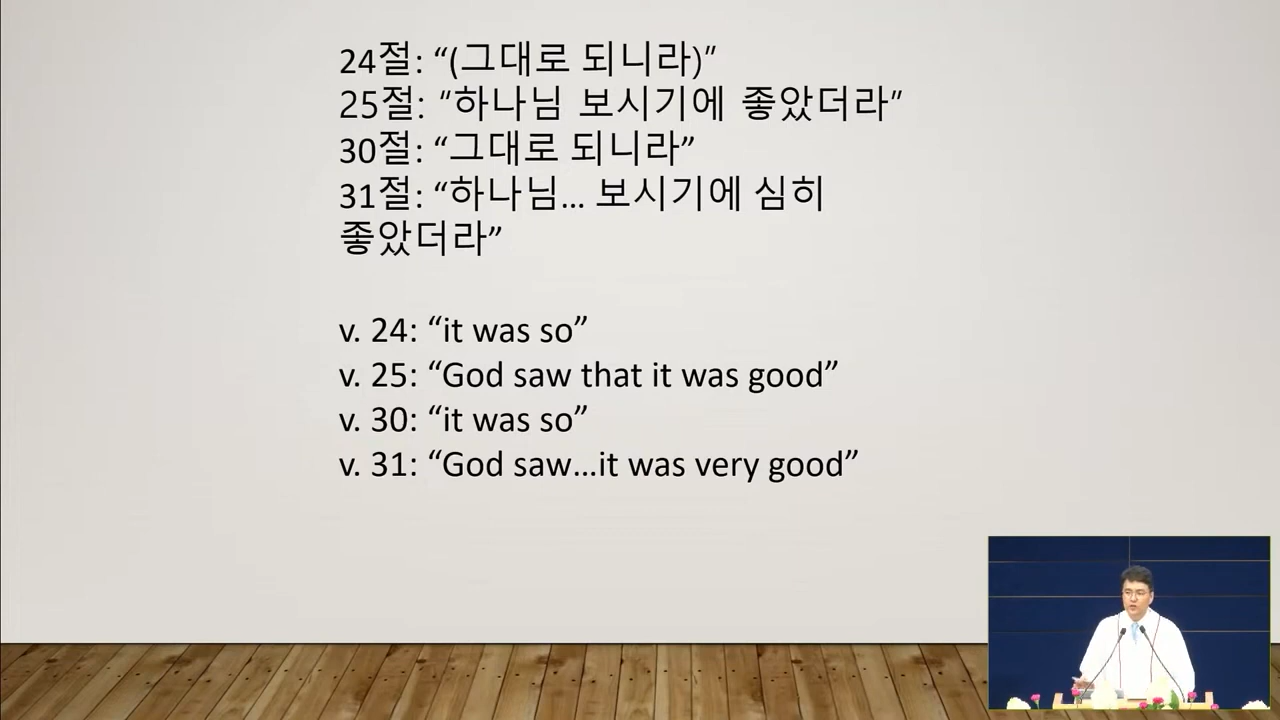 24절: “(그대로 되니라)”
25절: “하나님 보시기에 좋았더라”
30절: “그대로 되니라”
31절: “하나님... 보시기에 심히
좋았더라”
v. 24: “it was so”
v. 25: “God saw that it was good”
v. 30: “it was so”
v. 31: “God saw...it was very good”